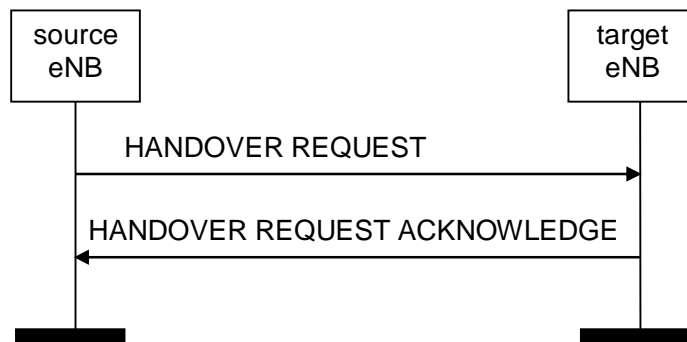 source
eNB
target
eNB
HANDOVER REQUEST
HANDOVER REQUEST ACKNOWLEDGE